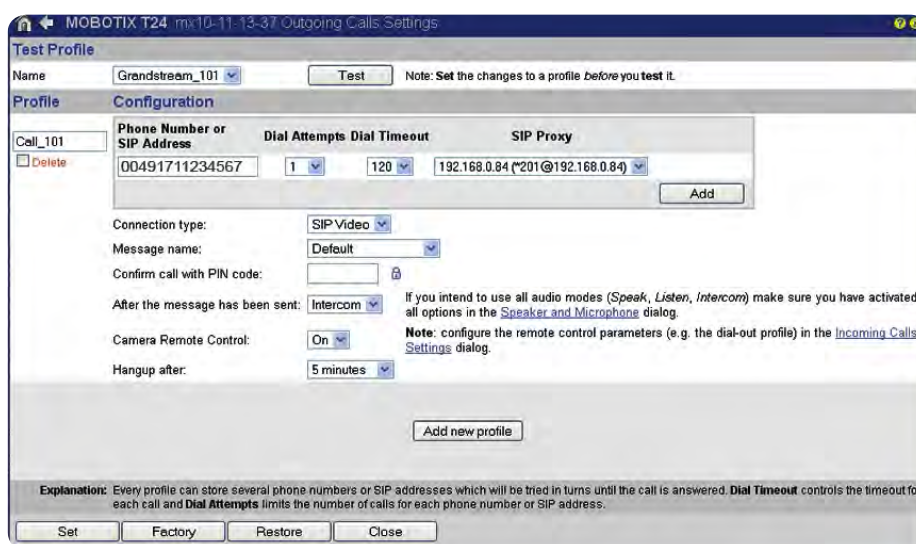 MOBOTIX T24 mx10-11-13-37 Outgoing Calls Settings
Test Profile
Name Grandstream_101 Test Note: Set the changes to a profile before you test it.
Profile Configuration
Call_101
Delete
Phone Number or SIP Address Dial Attempts Dial Timeout SIP Proxy
00491711234567 1 120 192.168.0.84 (*201@192.168.0.84)
Add
Connection type: SIP Video
Message name: Default
Confirm call with PIN code:
After the message has been sent: Intercom
If you intend to use all audio modes (Speak, Listen, Intercom) make sure you have activated
all options in the Speaker and Microphone dialog.
Camera Remote Control: On
Note: configure the remote control parameters (e.g. the dial-out profile) in the Incoming Calls
Settings dialog.
Hangup after: 5 minutes
Add new profile
Explanation: Every profile can store several phone numbers or SIP addresses which will be tried in turns until the call is answered. Dial Timeout controls the timeout fo
each call and Dial Attempts limits the number of calls for each phone number or SIP address.
Set Factory Restore Close